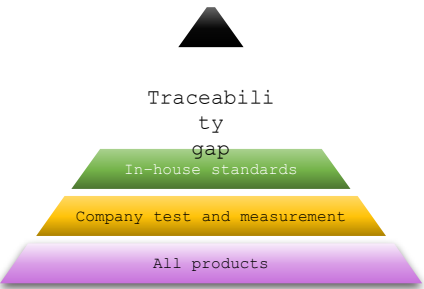 Traceabili
ty
gap
In-house standards
Company test and measurement
All products